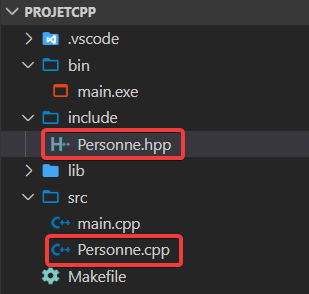 PROJETCPP
.vscode
bin
main.exe
include
H++ Personne.hpp
lib
src
C++ main.cpp
C++ Personne.cpp
Makefile